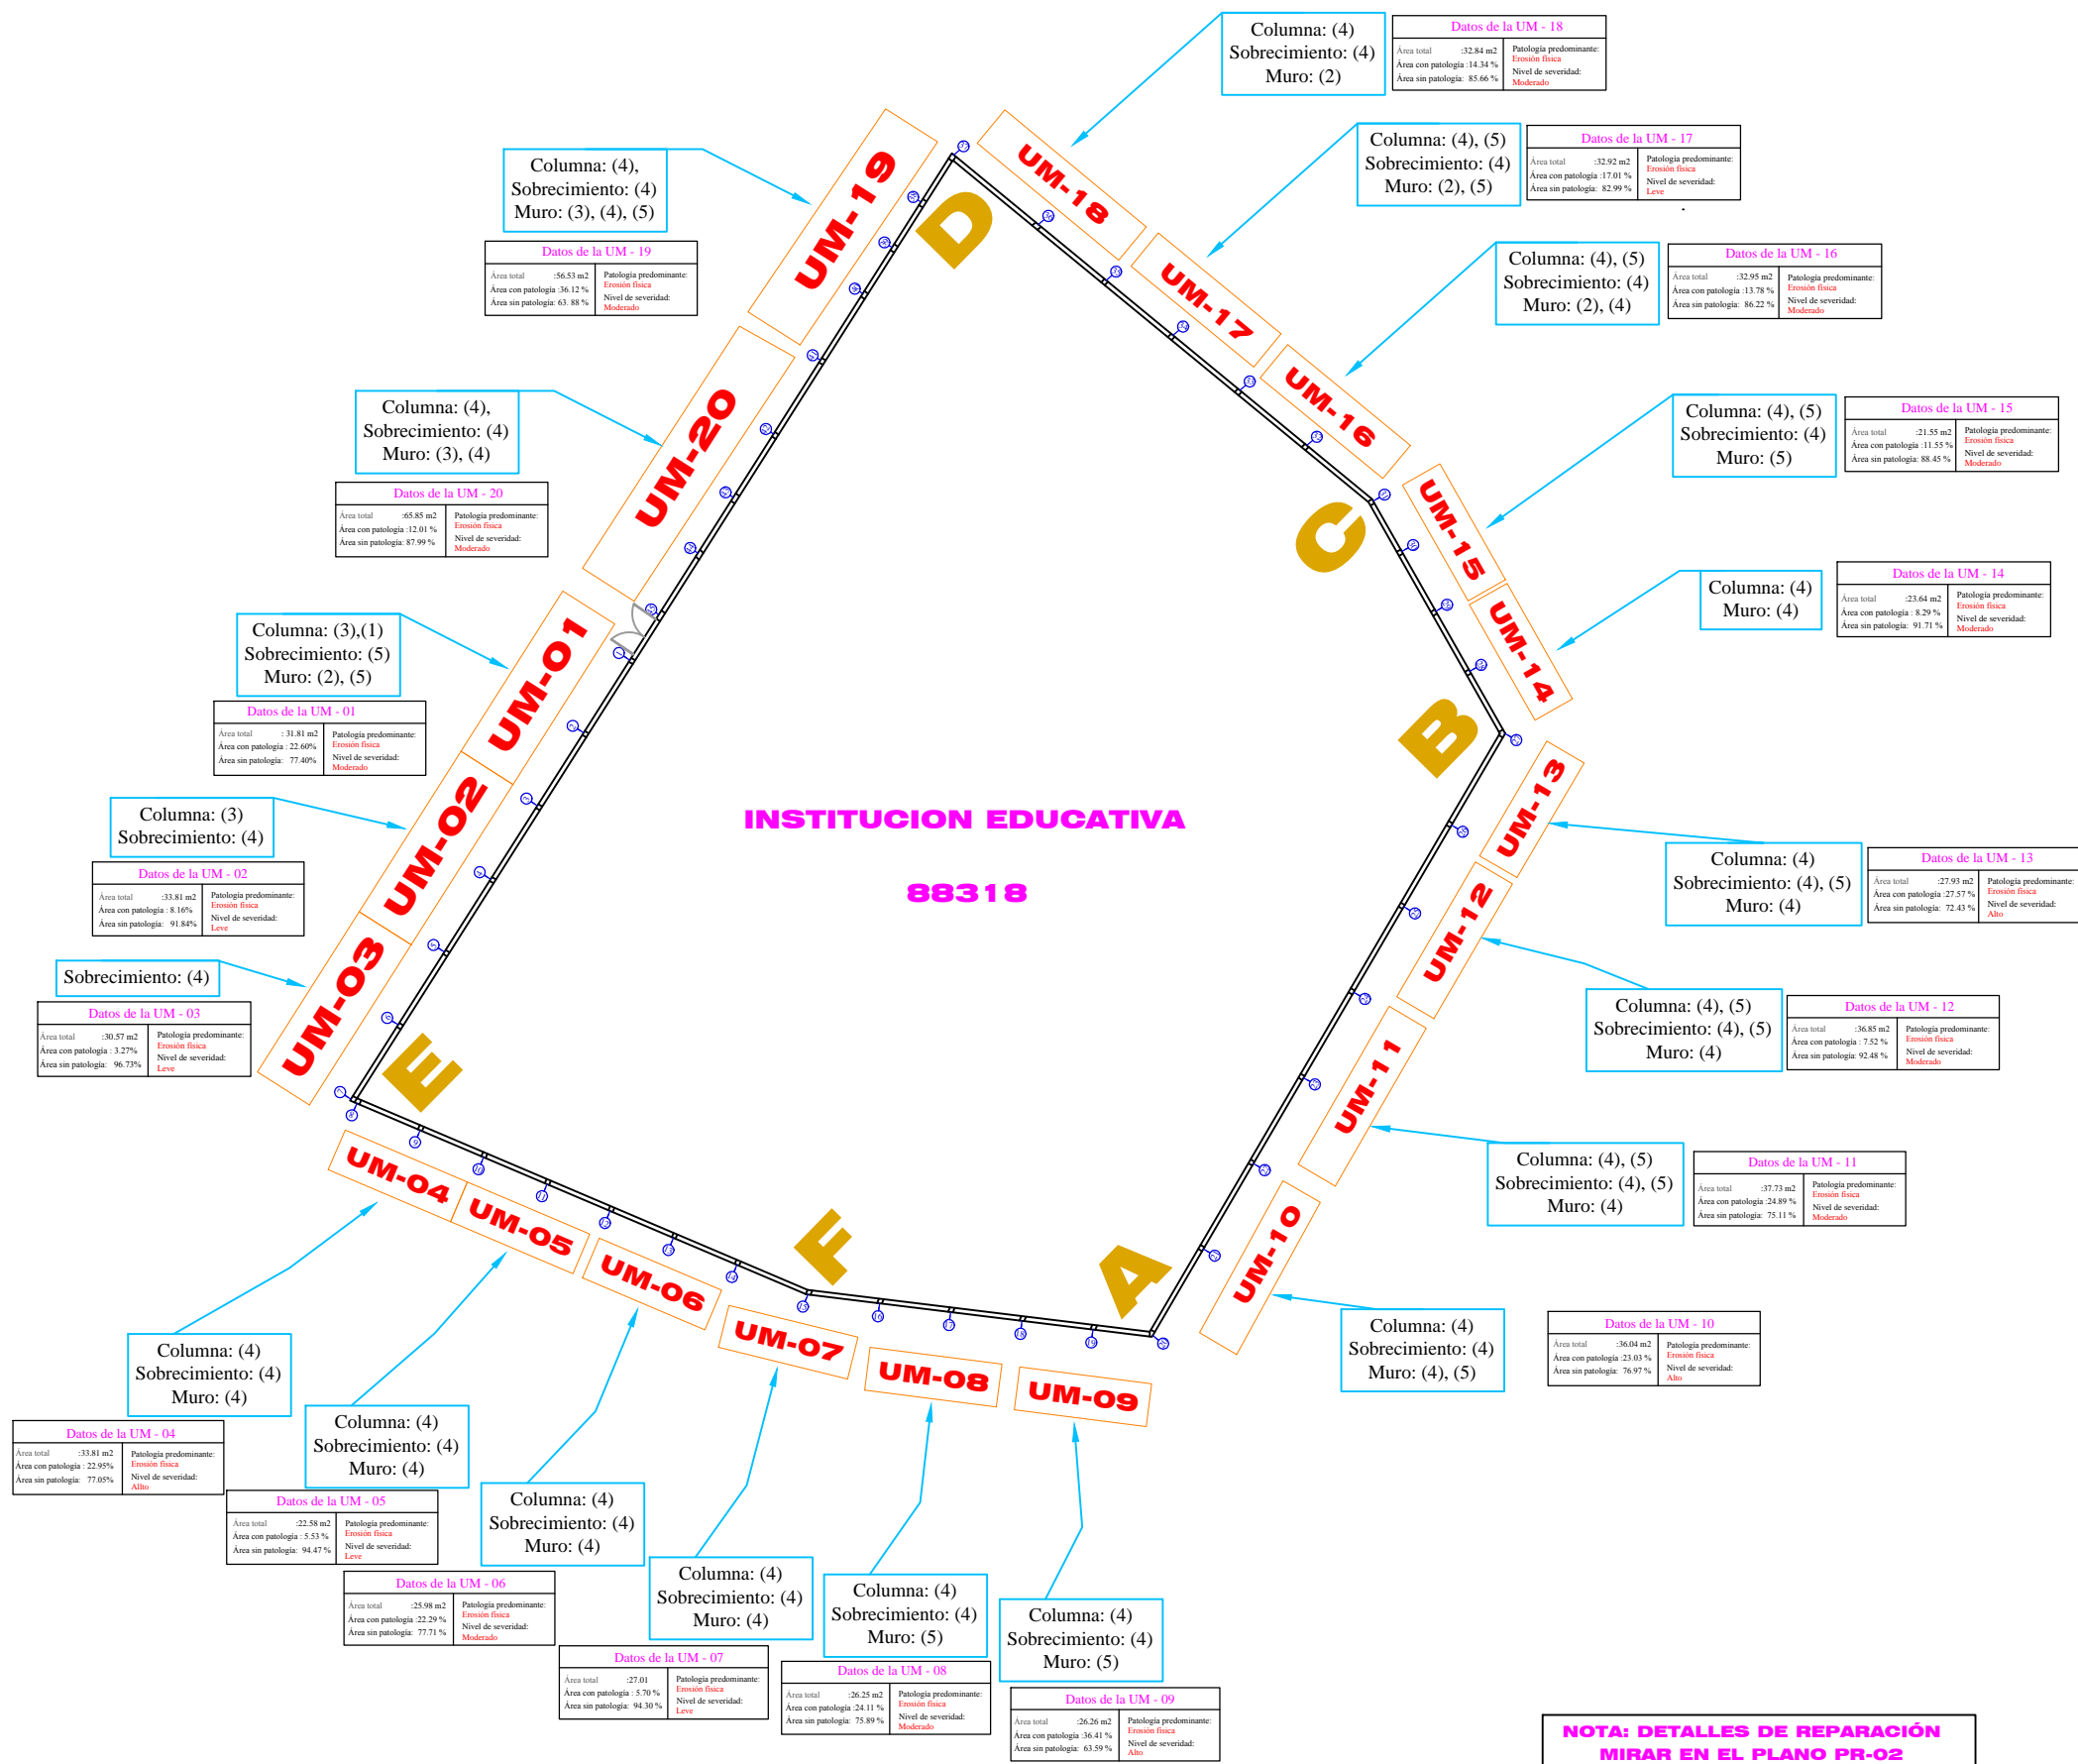 Columna: (4)
Sobrecimiento: (4)
Muro: (2)
Datos de la UM - 18
Área total :32.84 m2
Área con patología :14.34 %
Área sin patología: 85.66 %
Patología predominante:
Erosión física
Nivel de severidad:
Moderado
Columna: (4), (5)
Sobrecimiento: (4)
Muro: (2), (5)
Datos de la UM - 17
Área total :32.92 m2
Área con patología :17.01 %
Área sin patología: 82.99 %
Patología predominante:
Erosión física
Nivel de severidad:
Leve
Columna: (4),
Sobrecimiento: (4)
Muro: (3), (4), (5)
Datos de la UM - 19
Área total :56.53 m2
Área con patología :36.12 %
Área sin patología: 63. 88 %
Patología predominante:
Erosión física
Nivel de severidad:
Moderado
Columna: (4), (5)
Sobrecimiento: (4)
Muro: (2), (4)
Datos de la UM - 16
Área total :32.95 m2
Área con patología :13.78 %
Área sin patología: 86.22 %
Patología predominante:
Erosión física
Nivel de severidad:
Moderado
Columna: (4),
Sobrecimiento: (4)
Muro: (3), (4)
Datos de la UM - 20
Área total :65.85 m2
Área con patología :12.01 %
Área sin patología: 87.99 %
Patología predominante:
Erosión física
Nivel de severidad:
Moderado
Columna: (4), (5)
Sobrecimiento: (4)
Muro: (5)
Datos de la UM - 15
Área total :21.55 m2
Área con patología :11.55 %
Área sin patología: 88.45 %
Patología predominante:
Erosión física
Nivel de severidad:
Moderado
Columna: (4)
Muro: (4)
Datos de la UM - 14
Área total :23.64 m2
Área con patología : 8.29 %
Área sin patología: 91.71 %
Patología predominante:
Erosión física
Nivel de severidad:
Moderado
Columna: (3),(1)
Sobrecimiento: (5)
Muro: (2), (5)
Datos de la UM - 01
Área total : 31.81 m2
Área con patología : 22.60%
Área sin patología: 77.40%
Patología predominante:
Erosión física
Nivel de severidad:
Moderado
Columna: (3)
Sobrecimiento: (4)
Datos de la UM - 02
Área total :33.81 m2
Área con patología : 8.16%
Área sin patología: 91.84%
Patología predominante:
Erosión física
Nivel de severidad:
Leve
Sobrecimiento: (4)
Datos de la UM - 03
Área total :30.57 m2
Área con patología : 3.27%
Área sin patología: 96.73%
Patología predominante:
Erosión física
Nivel de severidad:
Leve
INSTITUCION EDUCATIVA
88318
Columna: (4)
Sobrecimiento: (4), (5)
Muro: (4)
Datos de la UM - 13
Área total :27.93 m2
Área con patología :27.57 %
Área sin patología: 72.43 %
Patología predominante:
Erosión física
Nivel de severidad:
Alto
Columna: (4), (5)
Sobrecimiento: (4), (5)
Muro: (4)
Datos de la UM - 12
Área total :36.85 m2
Área con patología : 7.52 %
Área sin patología: 92.48 %
Patología predominante:
Erosión física
Nivel de severidad:
Moderado
Columna: (4), (5)
Sobrecimiento: (4), (5)
Muro: (4)
Datos de la UM - 11
Área total :37.73 m2
Área con patología :24.89 %
Área sin patología: 75.11 %
Patología predominante:
Erosión física
Nivel de severidad:
Moderado
Columna: (4)
Sobrecimiento: (4)
Muro: (4), (5)
Datos de la UM - 10
Área total :36.04 m2
Área con patología :23.03 %
Área sin patología: 76.97 %
Patología predominante:
Erosión física
Nivel de severidad:
Alto
Columna: (4)
Sobrecimiento: (4)
Muro: (4)
Datos de la UM - 04
Área total :33.81 m2
Área con patología : 22.95%
Área sin patología: 77.05%
Patología predominante:
Erosión física
Nivel de severidad:
Allto
Columna: (4)
Sobrecimiento: (4)
Muro: (4)
Datos de la UM - 05
Área total :22.58 m2
Área con patología : 5.53 %
Área sin patología: 94.47 %
Patología predominante:
Erosión física
Nivel de severidad:
Leve
Columna: (4)
Sobrecimiento: (4)
Muro: (4)
Datos de la UM - 06
Área total :25.98 m2
Área con patología :22.29 %
Área sin patología: 77.71 %
Patología predominante:
Erosión física
Nivel de severidad:
Moderado
Columna: (4)
Sobrecimiento: (4)
Muro: (4)
Datos de la UM - 07
Área total :27.01
Área con patología : 5.70 %
Área sin patología: 94.30 %
Patología predominante:
Erosión física
Nivel de severidad:
Leve
Columna: (4)
Sobrecimiento: (4)
Muro: (5)
Datos de la UM - 08
Área total :26.25 m2
Área con patología :24.11 %
Área sin patología: 75.89 %
Patología predominante:
Erosión física
Nivel de severidad:
Moderado
Columna: (4)
Sobrecimiento: (4)
Muro: (5)
Datos de la UM - 09
Área total :26.26 m2
Área con patología :36.41 %
Área sin patología: 63.59 %
Patología predominante:
Erosión física
Nivel de severidad:
Alto
UM-18
UM-17
UM-16
UM-15
UM-14
UM-13
UM-12
UM-11
UM-10
UM-09
UM-08
UM-07
UM-06
UM-05
UM-04
UM-03
UM-02
UM-01
UM-20
UM-19
D
C
B
A
F
E
1
2
3
4
5
6
7
8
9
10
11
12
13
14
15
16
17
18
19
NOTA: DETALLES DE REPARACIÓN
MIRAR EN EL PLANO PR-02